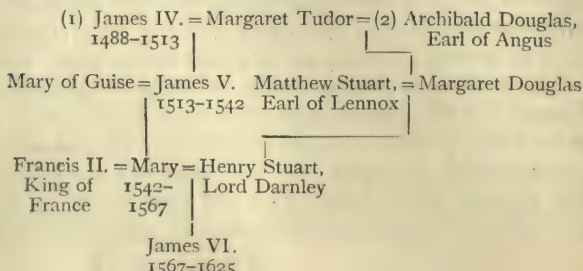 (1) James IV. = Margaret Tudor = (2) Archibald Douglas,
1488–1513 Earl of Angus
Mary of Guise = James V. Matthew Stuart, = Margaret Douglas
1513–1542 Earl of Lennox
Francis II. = Mary = Henry Stuart,
King of 1542– Lord Darnley
France 1567
James VI.
1567–1625